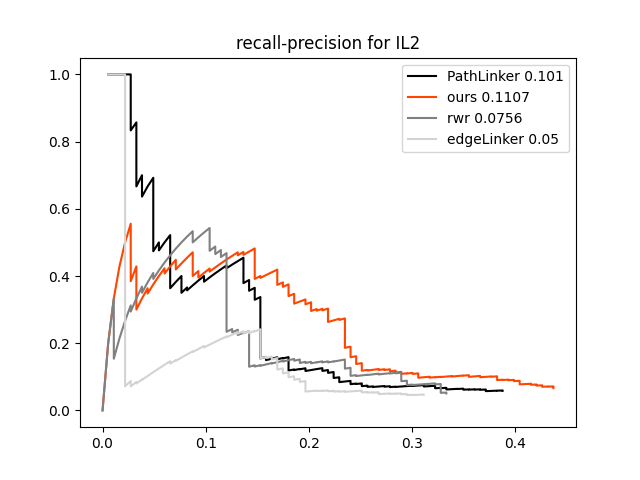 recall-precision for IL2
PathLinker 0.101
ours 0.1107
rwr 0.0756
edgeLinker 0.05
1.0
0.8
0.6
0.4
0.2
0.0
0.0 0.1 0.2 0.3 0.4